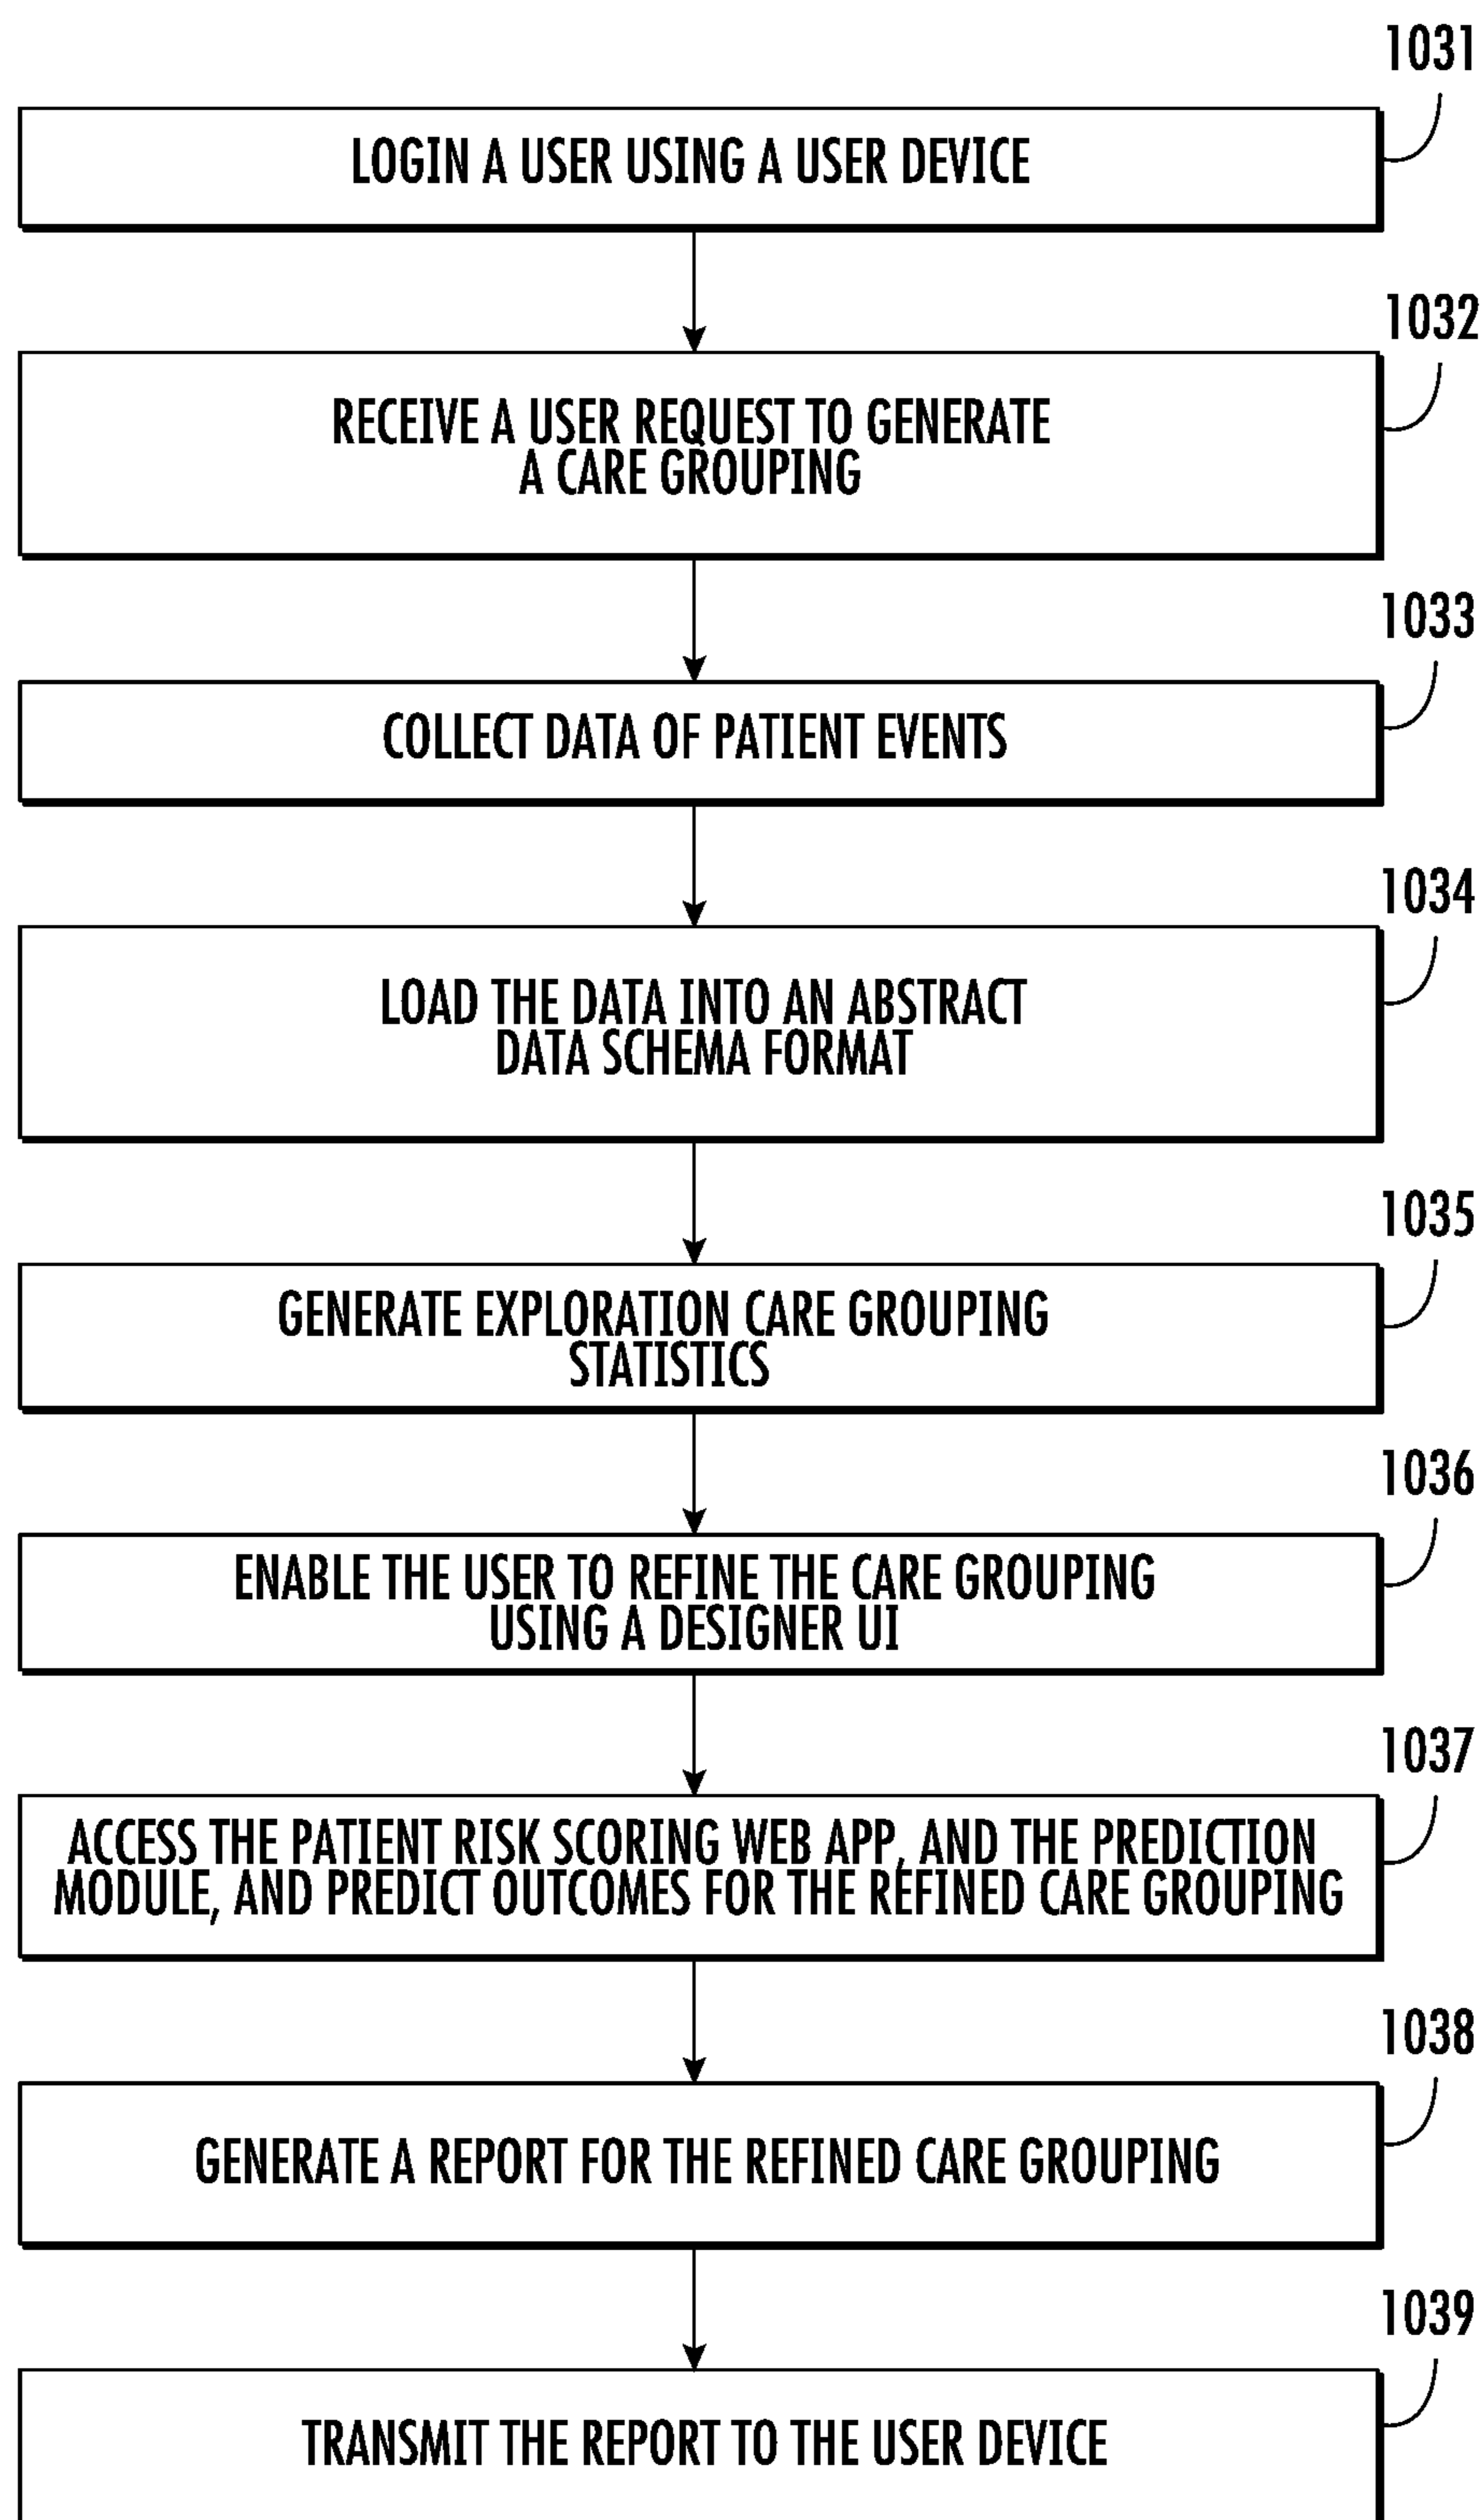 1031
LOGIN A USER USING A USER DEVICE
1032
RECEIVE A USER REQUEST TO GENERATE
A CARE GROUPING
1033
COLLECT DATA OF PATIENT EVENTS
1034
LOAD THE DATA INTO AN ABSTRACT
DATA SCHEMA FORMAT
1035
GENERATE EXPLORATION CARE GROUPING
STATISTICS
1036
ENABLE THE USER TO REFINE THE CARE GROUPING
USING A DESIGNER UI
1037
ACCESS THE PATIENT RISK SCORING WEB APP, AND THE PREDICTION
MODULE, AND PREDICT OUTCOMES FOR THE REFINED CARE GROUPING
1038
GENERATE A REPORT FOR THE REFINED CARE GROUPING
1039
TRANSMIT THE REPORT TO THE USER DEVICE